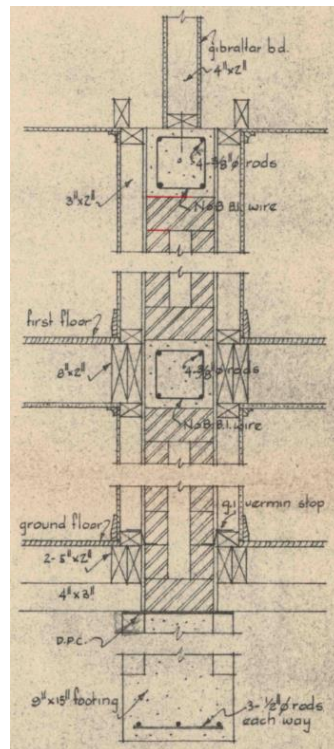 gibraltar bd.
4"x2"
4-⅜"ø rods
3"x2"
No8 B.I. wire
first floor
4-⅜"ø rods
8"x2"
No8.B.I. wire
g.i. vermin stop
ground floor
2-5"x2"
4"x3"
D.P.C.
9"x15" footing
3-½"ø rods
each way